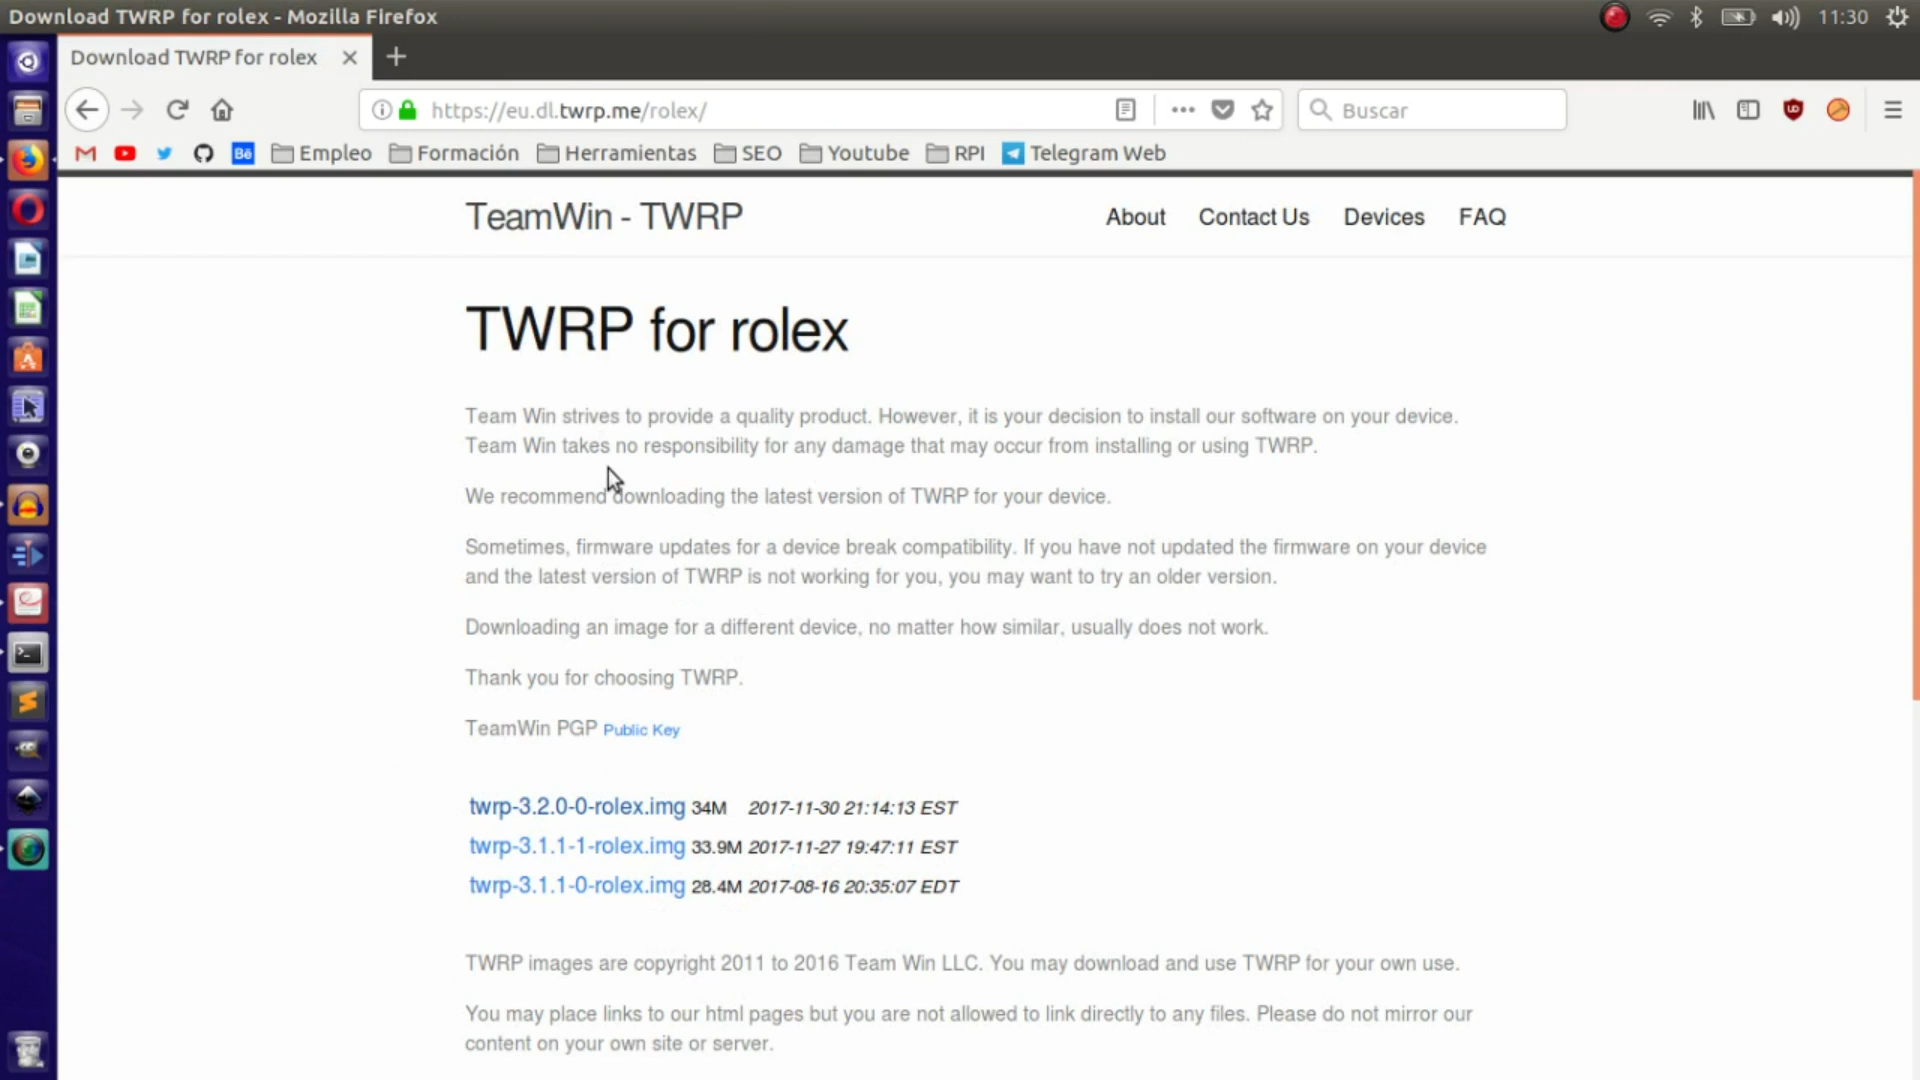 Download TWRP for rolex - Mozilla Firefox
11:30
Download TWRP for rolex
https://eu.dl.twrp.me/rolex/
Buscar
Bē
Empleo
Formación
Herramientas
SEO
Youtube
RPI
Telegram Web
TeamWin - TWRP
About
Contact Us
Devices
FAQ
TWRP for rolex
Team Win strives to provide a quality product. However, it is your decision to install our software on your device.
Team Win takes no responsibility for any damage that may occur from installing or using TWRP.
We recommend downloading the latest version of TWRP for your device.
Sometimes, firmware updates for a device break compatibility. If you have not updated the firmware on your device
and the latest version of TWRP is not working for you, you may want to try an older version.
Downloading an image for a different device, no matter how similar, usually does not work.
Thank you for choosing TWRP.
TeamWin PGP Public Key
twrp-3.2.0-0-rolex.img 34M 2017-11-30 21:14:13 EST
twrp-3.1.1-1-rolex.img 33.9M 2017-11-27 19:47:11 EST
twrp-3.1.1-0-rolex.img 28.4M 2017-08-16 20:35:07 EDT
TWRP images are copyright 2011 to 2016 Team Win LLC. You may download and use TWRP for your own use.
You may place links to our html pages but you are not allowed to link directly to any files. Please do not mirror our
content on your own site or server.